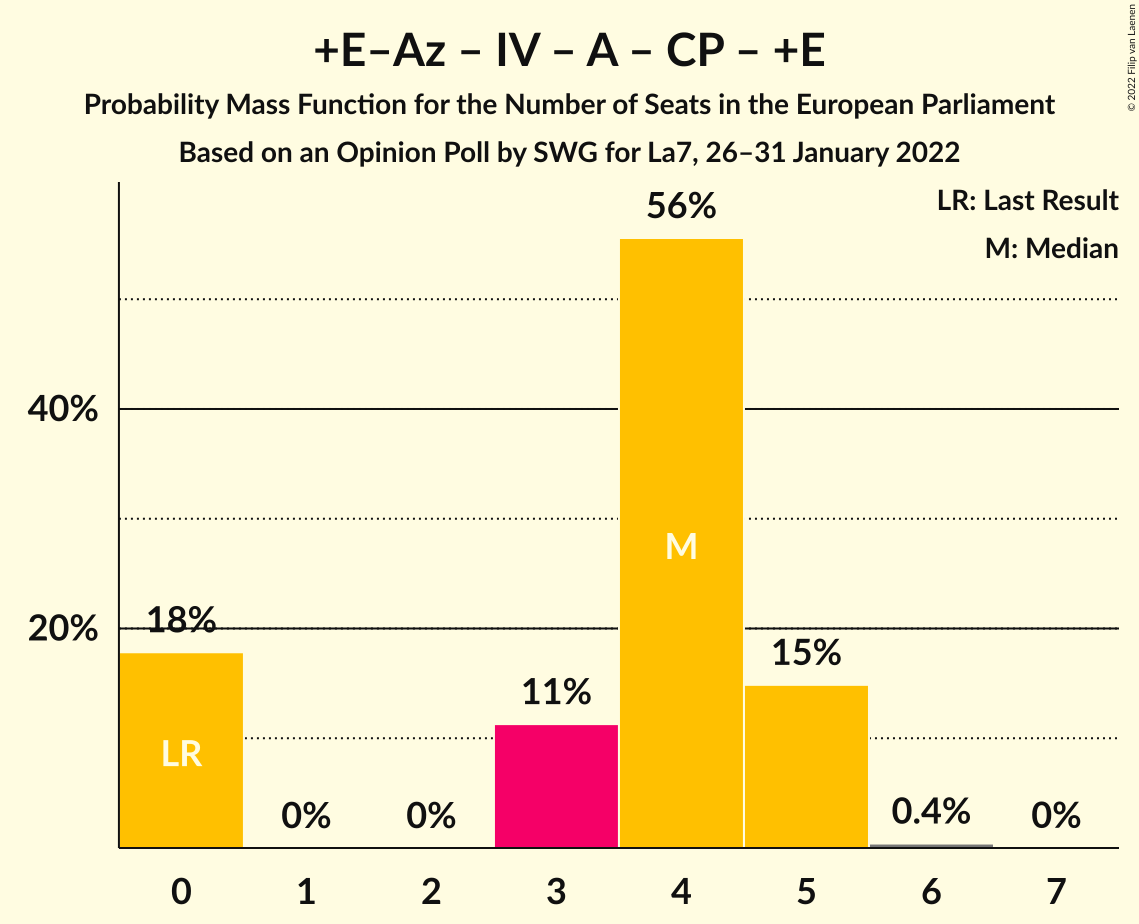 +E–Az – IV – A – CP – +E
Probability Mass Function for the Number of Seats in the European Parliament
Based on an Opinion Poll by SWG for La7, 26–31 January 2022
© 2022 Filip van Laenen
LR: Last Result
M: Median
56%
40%
M
20%
18%
15%
11%
LR
0%
0%
0.4%
0%
0 1 2 3 4 5 6 7